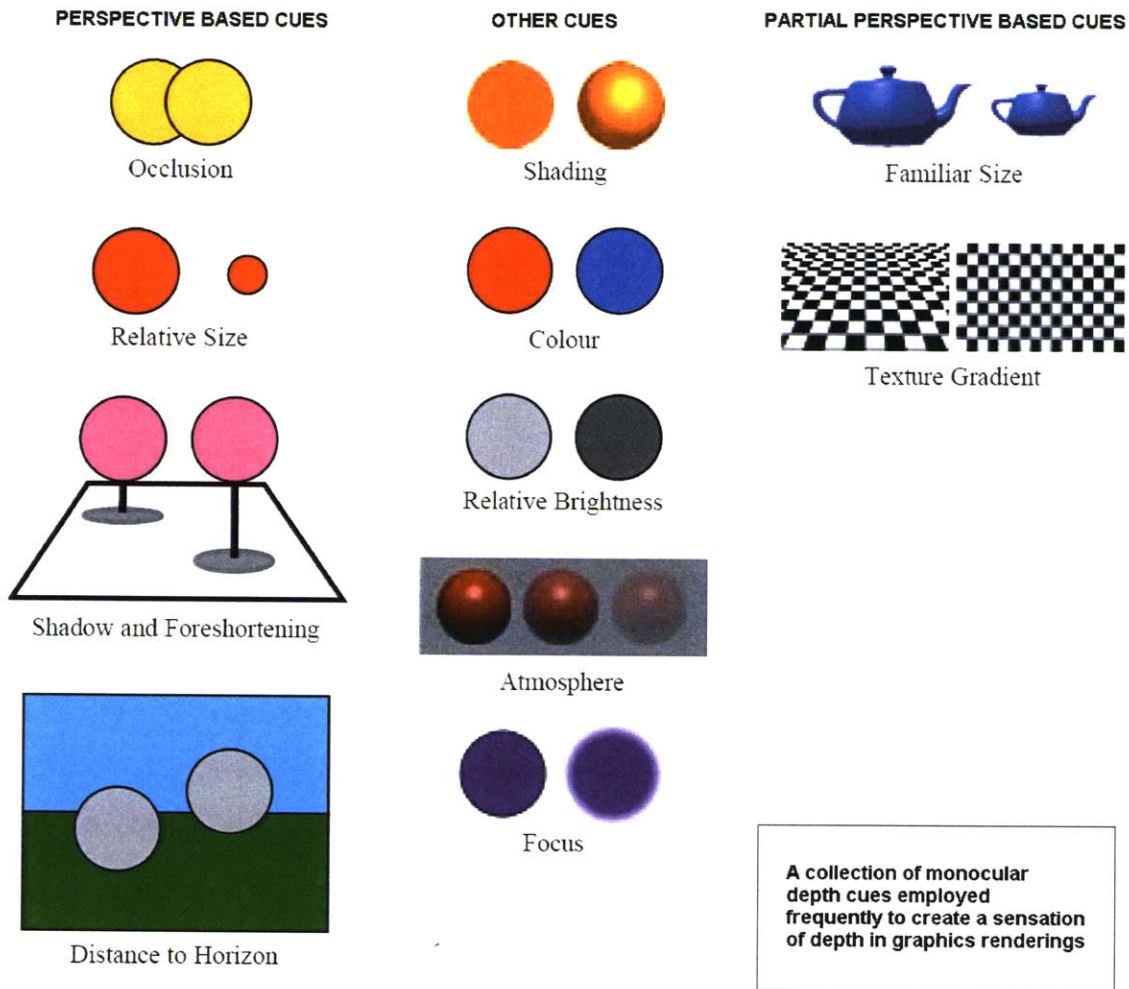 PERSPECTIVE BASED CUES
Occlusion
Relative Size
Shadow and Foreshortening
Distance to Horizon
OTHER CUES
Shading
Colour
Relative Brightness
Atmosphere
Focus
PARTIAL PERSPECTIVE BASED CUES
Familiar Size
Texture Gradient
A collection of monocular
depth cues employed
frequently to create a sensation
of depth in graphics renderings